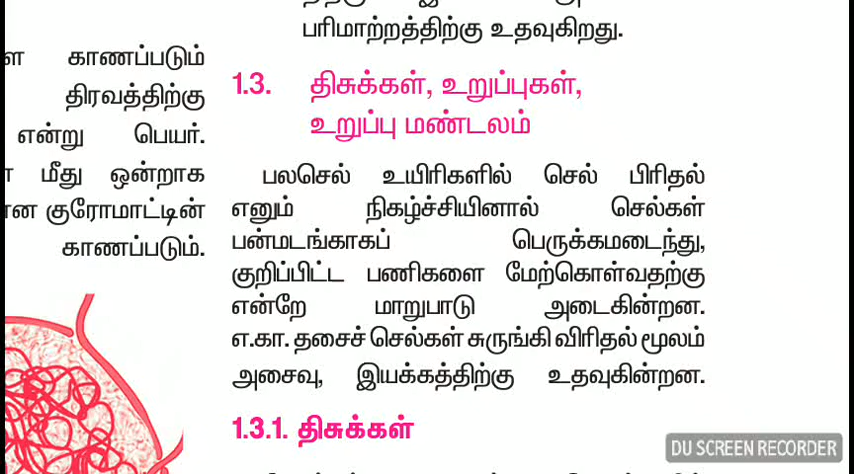 பரிமாற்றத்திற்கு உதவுகிறது.
காணப்படும்
திரவத்திற்கு
என்று பெயர்.
மீது ஒன்றாக
குரோமாட்டின்
காணப்படும்.
1.3. திசுக்கள், உறுப்புகள்,
உறுப்பு மண்டலம்
பலசெல் உயிரிகளில் செல் பிரிதல்
எனும் நிகழ்ச்சியினால் செல்கள்
பன்மடங்காகப் பெருக்கமடைந்து,
குறிப்பிட்ட பணிகளை மேற்கொள்வதற்கு
என்றே மாறுபாடு அடைகின்றன.
எ.கா. தசைச் செல்கள் சுருங்கி விரிதல் மூலம்
அசைவு, இயக்கத்திற்கு உதவுகின்றன.
1.3.1. திசுக்கள்
DU SCREEN RECORDER